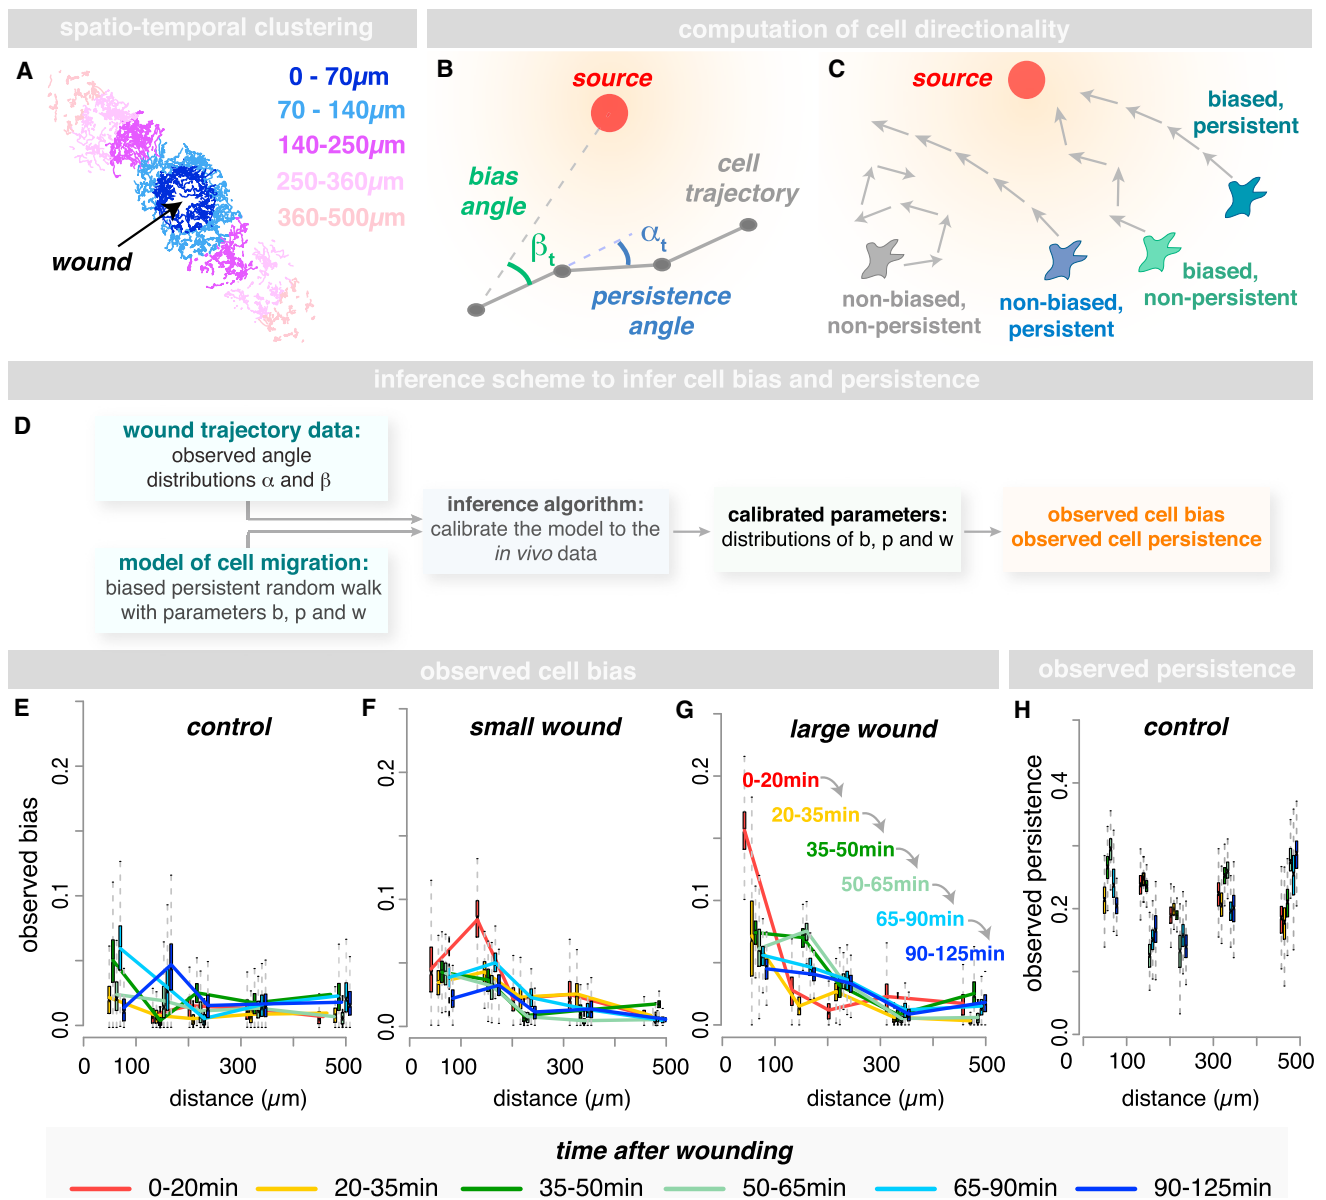 spatio-temporal clustering
computation of cell directionality
A
0 - 70µm
70 - 140µm
140-250µm
250-360µm
360-500µm
wound
B
source
bias
angle
cell
trajectory
βt
αt
persistence
angle
C
source
biased,
persistent
non-biased,
non-persistent
non-biased,
persistent
biased,
non-persistent
inference scheme to infer cell bias and persistence
D
wound trajectory data:
observed angle
distributions α and β
model of cell migration:
biased persistent random walk
with parameters b, p and w
inference algorithm:
calibrate the model to the
in vivo data
calibrated parameters:
distributions of b, p and w
observed cell bias
observed cell persistence
observed cell bias
observed persistence
E
control
observed bias
0.2
0.1
0.0
0 100 300 500
distance (µm)
F
small wound
0.2
0.1
0.0
0 100 300 500
distance (µm)
G
large wound
0.2
0.1
0.0
0-20min
20-35min
35-50min
50-65min
65-90min
90-125min
0 100 300 500
distance (µm)
H
control
observed persistence
0.4
0.2
0.0
0 100 300 500
distance (µm)
time after wounding
0-20min 20-35min 35-50min 50-65min 65-90min 90-125min